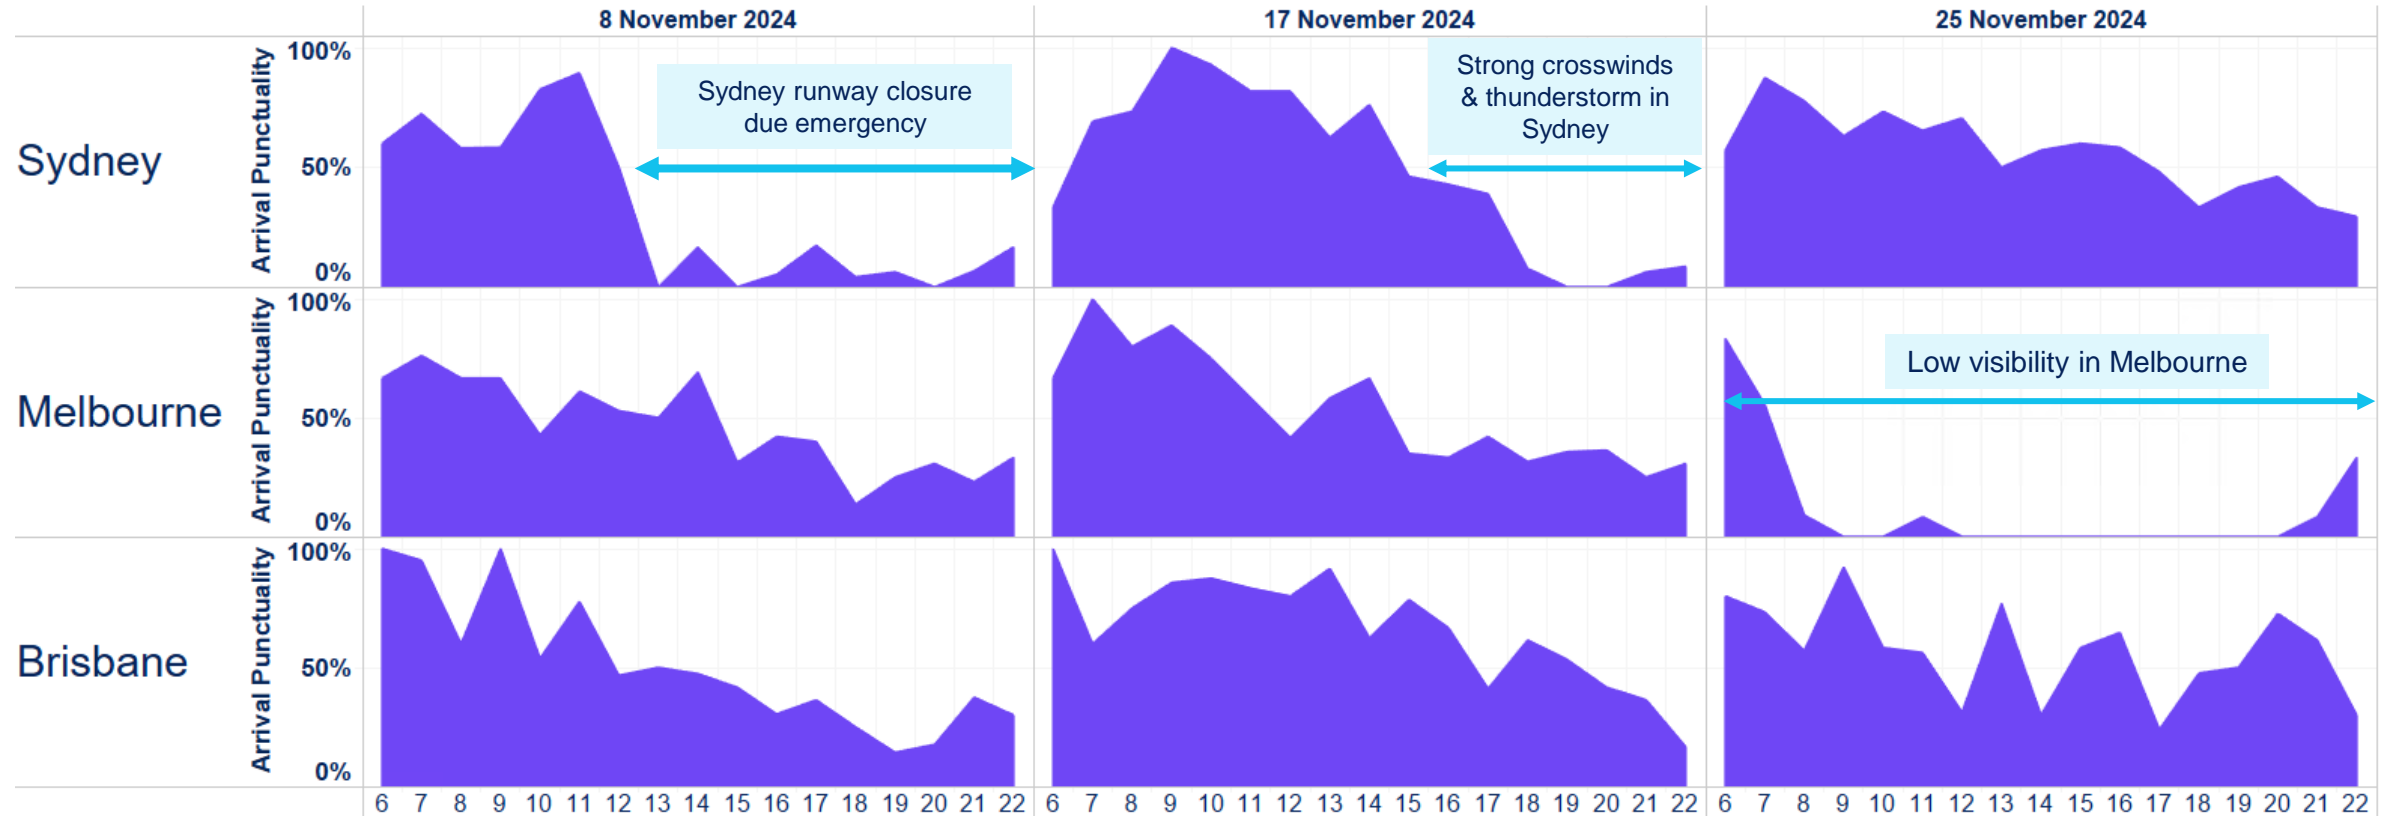 8 November 2024
17 November 2024
25 November 2024
Sydney
Arrival Punctuality
100%
50%
0%
Sydney runway closure
due emergency
Strong crosswinds
& thunderstorm in
Sydney
Melbourne
Arrival Punctuality
100%
50%
0%
Low visibility in Melbourne
Brisbane
Arrival Punctuality
100%
50%
0%
6 7 8 9 10 11 12 13 14 15 16 17 18 19 20 21 22
6 7 8 9 10 11 12 13 14 15 16 17 18 19 20 21 22
6 7 8 9 10 11 12 13 14 15 16 17 18 19 20 21 22